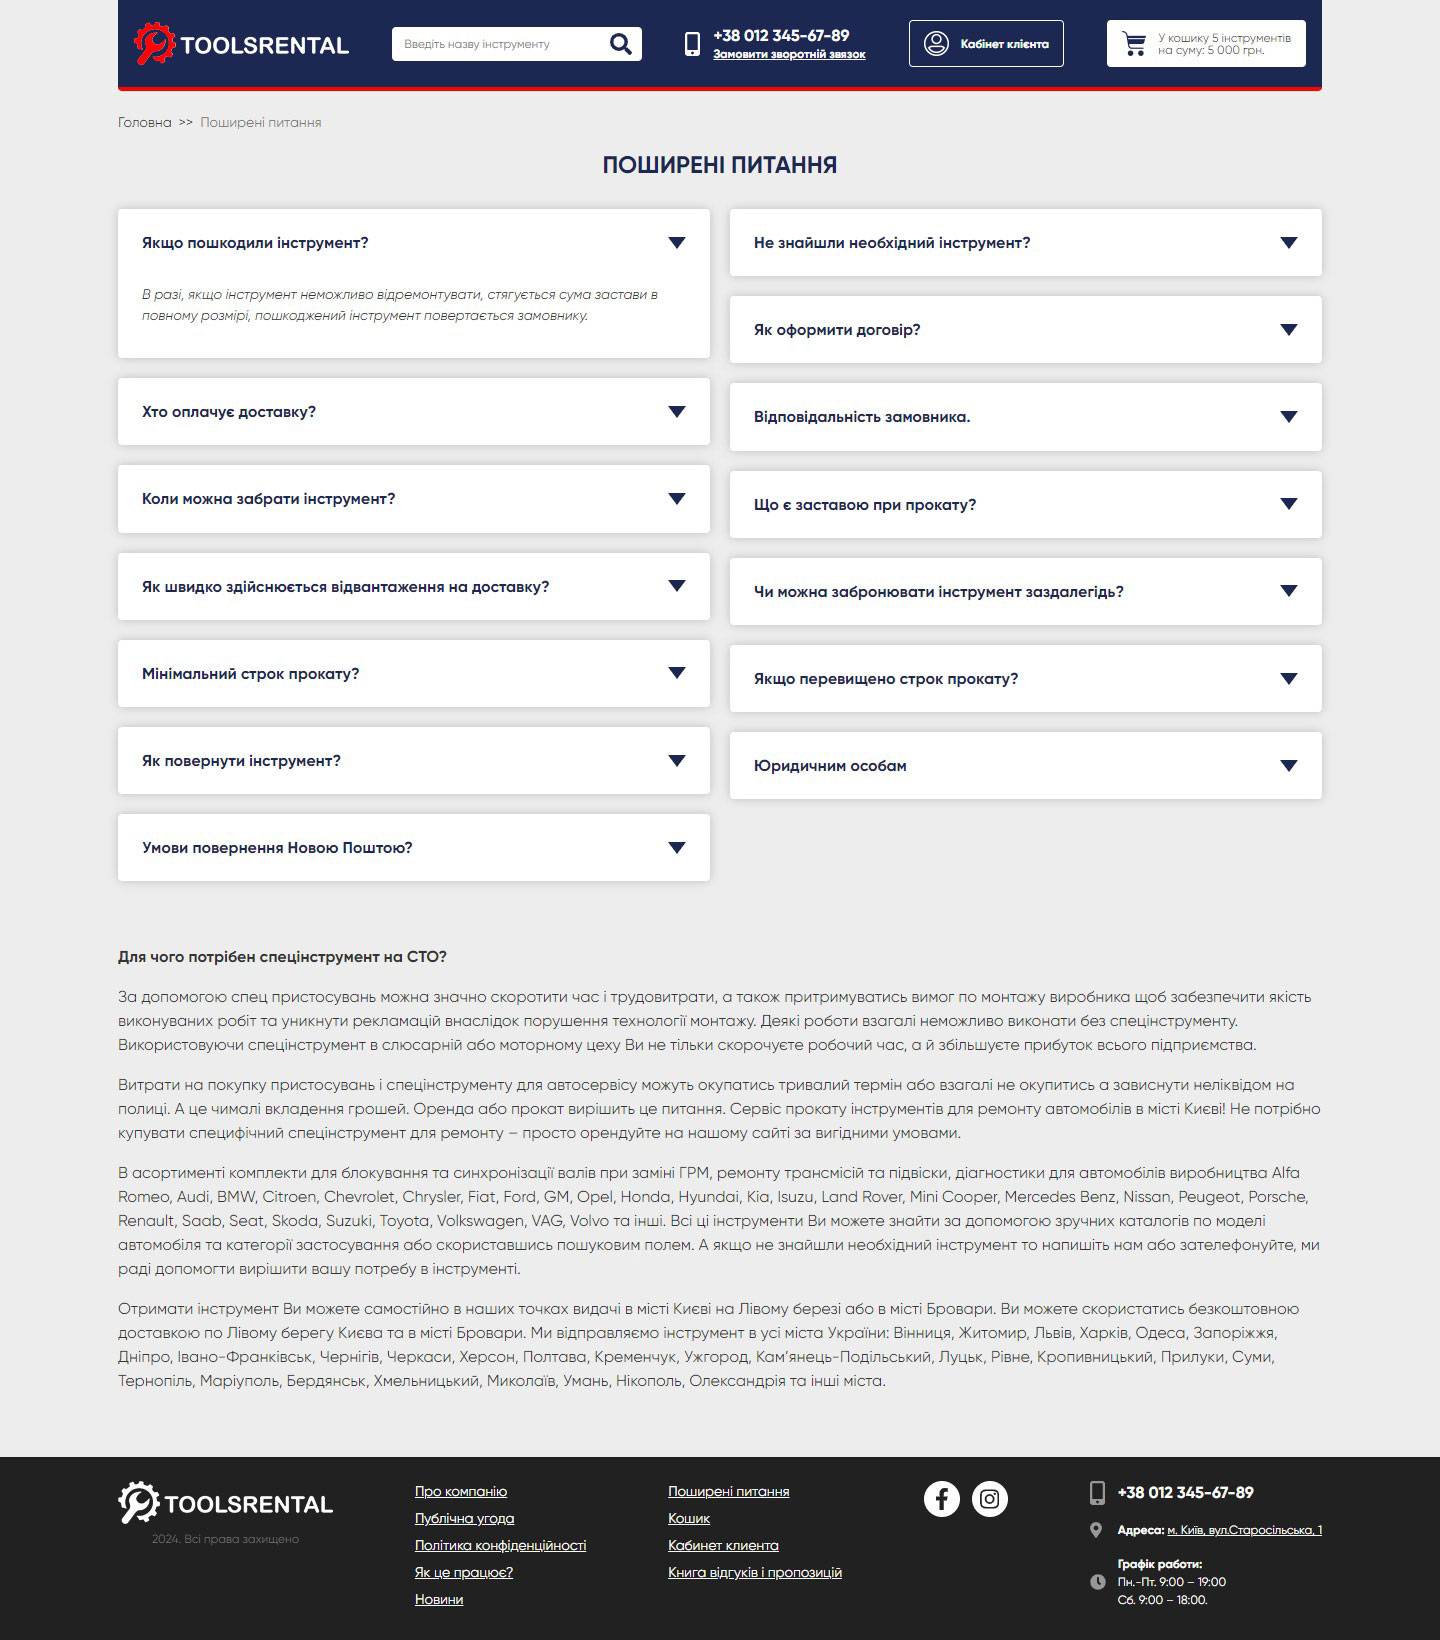 TOOLSRENTAL
Введіть назву інструменту
+38 012 345-67-89
Замовити зворотній звязок
Кабінет клієнта
У кошику 5 інструментів
на суму: 5 000 грн.
Головна >> Поширені питання
ПОШИРЕНІ ПИТАННЯ
Якщо пошкодили інструмент?
В разі, якщо інструмент неможливо відремонтувати, стягується сума застави в
повному розмірі, пошкоджений інструмент повертається замовнику.
Хто оплачує доставку?
Коли можна забрати інструмент?
Як швидко здійснюється відвантаження на доставку?
Мінімальний строк прокату?
Як повернути інструмент?
Умови повернення Новою Поштою?
Не знайшли необхідний інструмент?
Як оформити договір?
Відповідальність замовника.
Що є заставою при прокату?
Чи можна забронювати інструмент заздалегідь?
Якщо перевищено строк прокату?
Юридичним особам
Для чого потрібен спецінструмент на СТО?
За допомогою спец пристосувань можна значно скоротити час і трудовитрати, а також притримуватись вимог по монтажу виробника щоб забезпечити якість
виконуваних робіт та уникнути рекламацій внаслідок порушення технології монтажу. Деякі роботи взагалі неможливо виконати без спецінструменту.
Використовуючи спецінструмент в слюсарній або моторному цеху Ви не тільки скорочуєте робочий час, а й збільшуєте прибуток всього підприємства.
Витрати на покупку пристосувань і спецінструменту для автосервісу можуть окупатись тривалий термін або взагалі не окупитись а зависнути неліквідом на
полиці. А це чималі вкладення грошей. Оренда або прокат вирішить це питання. Сервіс прокату інструментів для ремонту автомобілів в місті Києві! Не потрібно
купувати специфічний спецінструмент для ремонту – просто орендуйте на нашому сайті за вигідними умовами.
В асортименті комплекти для блокування та синхронізації валів при заміні ГРМ, ремонту трансмісій та підвіски, діагностики для автомобілів виробництва Alfa
Romeo, Audi, BMW, Citroen, Chevrolet, Chrysler, Fiat, Ford, GM, Opel, Honda, Hyundai, Kia, Isuzu, Land Rover, Mini Cooper, Mercedes Benz, Nissan, Peugeot, Porsche,
Renault, Saab, Seat, Skoda, Suzuki, Toyota, Volkswagen, VAG, Volvo та інші. Всі ці інструменти Ви можете знайти за допомогою зручних каталогів по моделі
автомобіля та категорії застосування або скориставшись пошуковим полем. А якщо не знайшли необхідний інструмент то напишіть нам або зателефонуйте, ми
раді допомогти вирішити вашу потребу в інструменті.
Отримати інструмент Ви можете самостійно в наших точках видачі в місті Києві на Лівому березі або в місті Бровари. Ви можете скористатись безкоштовною
доставкою по Лівому берегу Києва та в місті Бровари. Ми відправляємо інструмент в усі міста України: Вінниця, Житомир, Львів, Харків, Одеса, Запоріжжя,
Дніпро, Івано-Франківськ, Чернігів, Черкаси, Херсон, Полтава, Кременчук, Ужгород, Кам’янець-Подільський, Луцьк, Рівне, Кропивницький, Прилуки, Суми,
Тернопіль, Маріуполь, Бердянськ, Хмельницький, Миколаїв, Умань, Нікополь, Олександрія та інші міста.
TOOLSRENTAL
2024. Всі права захищено
Про компанію
Публічна угода
Політика конфіденційності
Як це працює?
Новини
Поширені питання
Кошик
Кабинет клиента
Книга відгуків і пропозицій
+38 012 345-67-89
Адреса: м. Київ, вул.Старосільська, 1
Графік работи:
Пн.-Пт. 9:00 – 19:00
Сб. 9:00 – 18:00.